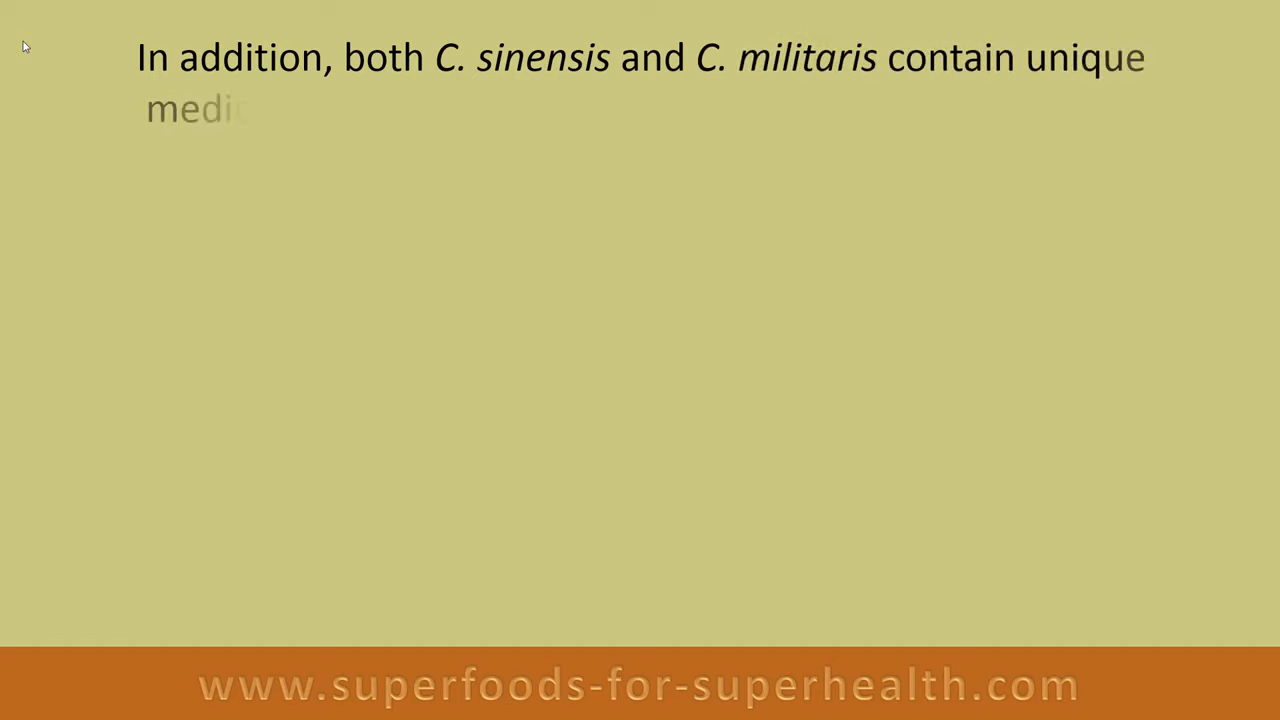 In addition, both C. sinensis and C. militaris contain unique
www.superfoods-for-superhealth.com